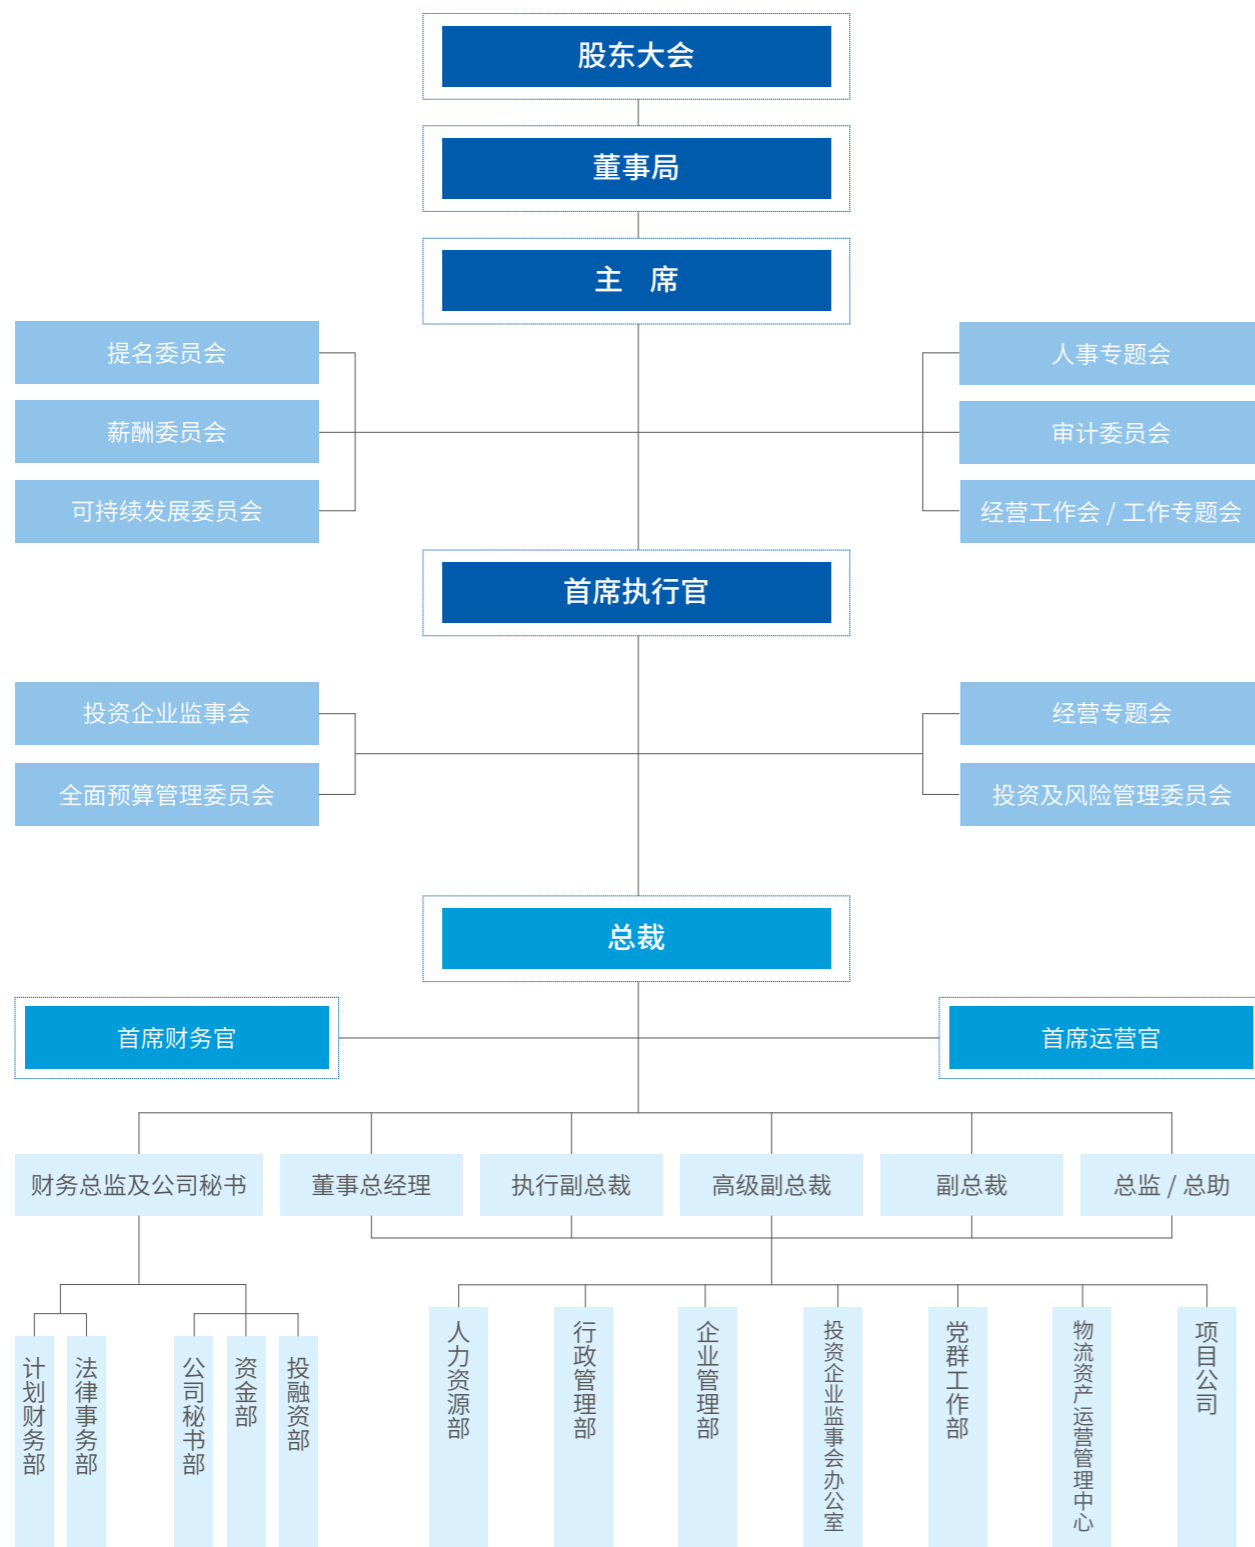 股东大会
董事局
主 席
提名委员会
人事专题会
薪酬委员会
审计委员会
可持续发展委员会
经营工作会 / 工作专题会
首席执行官
投资企业监事会
经营专题会
全面预算管理委员会
投资及风险管理委员会
总裁
首席财务官
首席运营官
财务总监及公司秘书
董事总经理
执行副总裁
高级副总裁
副总裁
总监 / 总助
计划财务部
法律事务部
公司秘书部
资金部
投融资部
人力资源部
行政管理部
企业管理部
投资企业监事会办公室
党群工作部
物流资产运营管理中心
项目公司